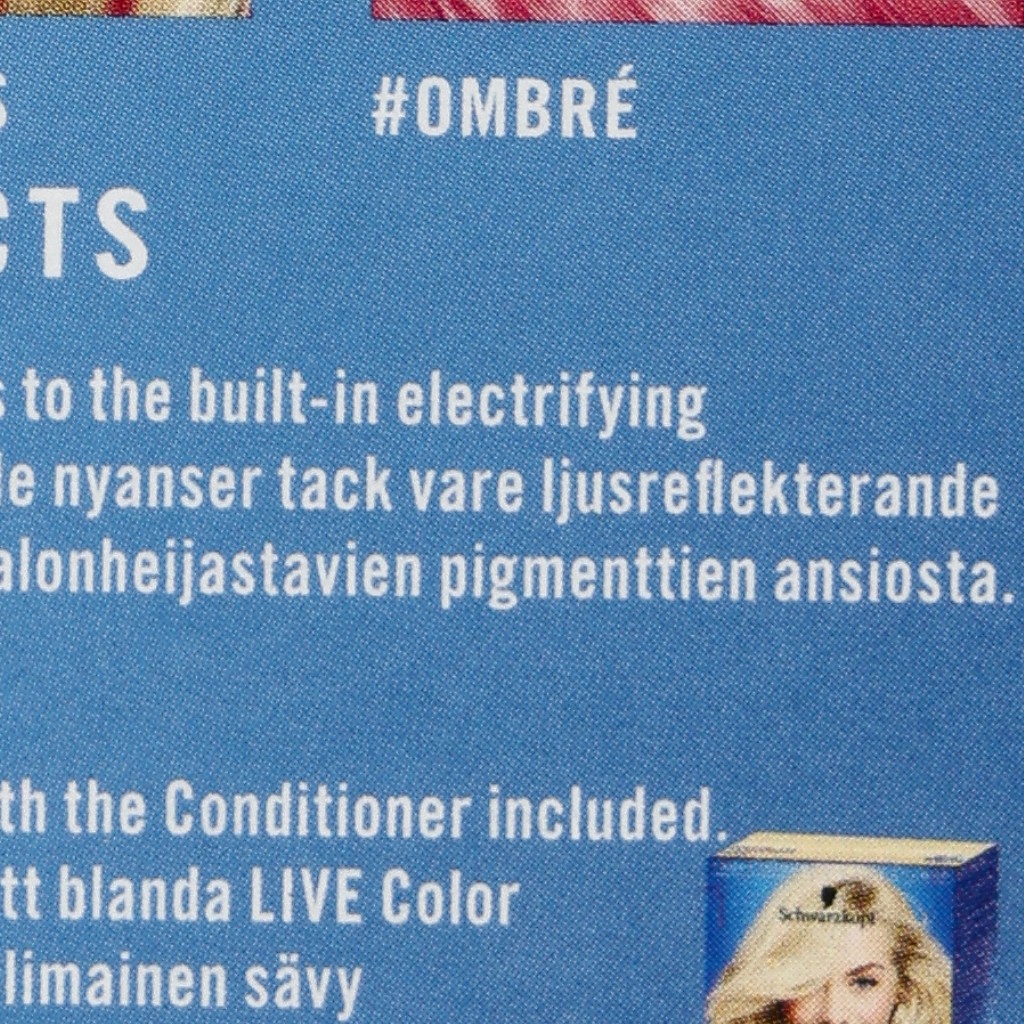 S
#OMBRÉ
CTS
s to the built-in electrifying
de nyanser tack vare ljusreflekterande
alonheijastavien pigmenttien ansiosta.
th the Conditioner included.
tt blanda LIVE Color
limainen sävy
Schwarzkopf